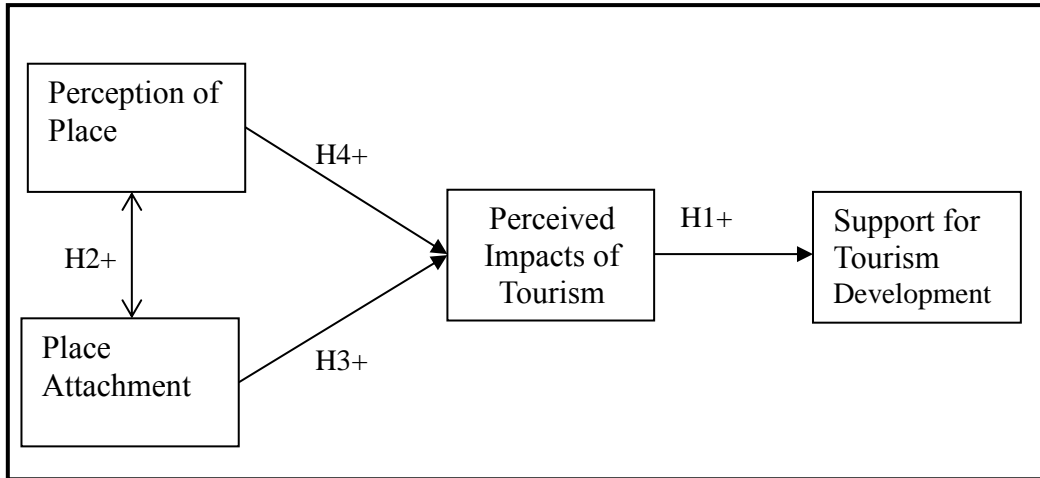 Perception of
Place
H4+
H2+
Perceived
Impacts of
Tourism
H1+
Support for
Tourism
Development
Place
Attachment
H3+